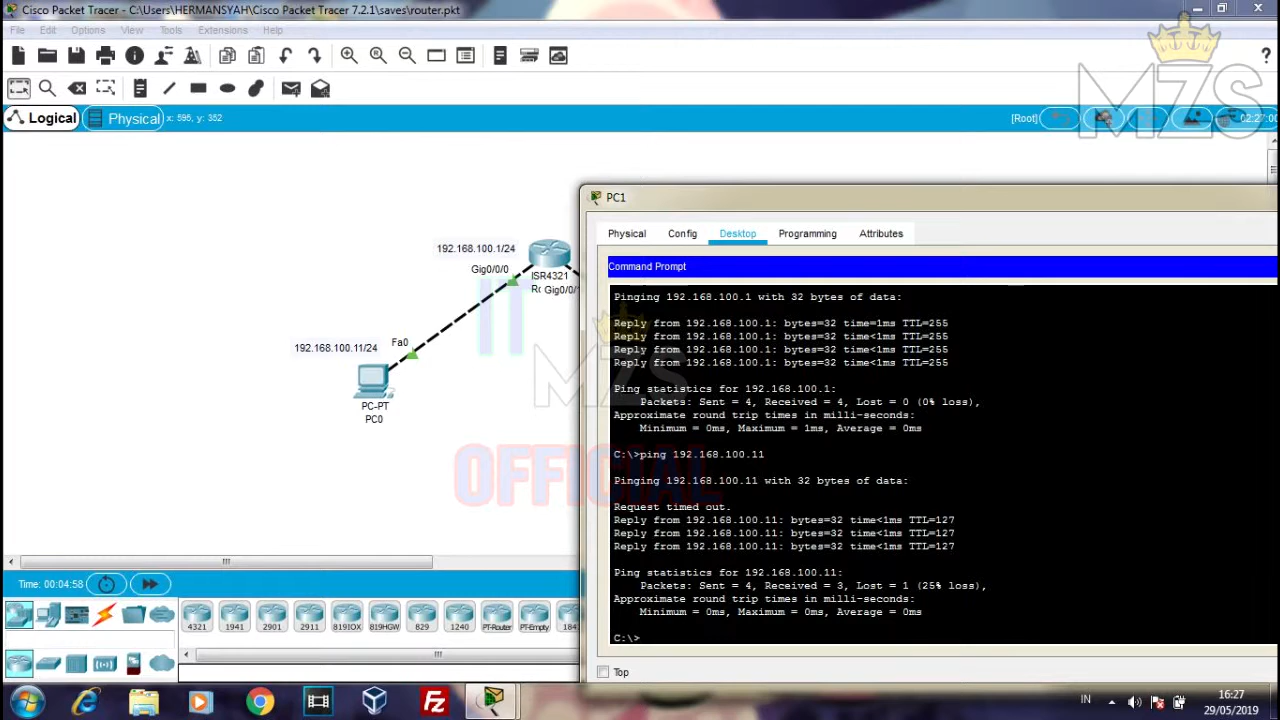 Cisco Packet Tracer - C:\Users\HERMANSYAH\Cisco Packet Tracer 7.2.1\saves\router.pkt
File Edit Options View Tools Extensions Help
?
MZS
Logical
Physical
x: 595, y: 352
[Root]
02:27:00
PC1
Physical Config Desktop Programming Attributes
Command Prompt
192.168.100.1/24
Gig0/0/0
ISR4321
Gig0/0/
192.168.100.11/24
Fa0
PC-PT
PC0
MZS
OFFICIAL
Pinging 192.168.100.1 with 32 bytes of data:
Reply from 192.168.100.1: bytes=32 time=1ms TTL=255
Reply from 192.168.100.1: bytes=32 time<1ms TTL=255
Reply from 192.168.100.1: bytes=32 time<1ms TTL=255
Reply from 192.168.100.1: bytes=32 time<1ms TTL=255
Ping statistics for 192.168.100.1:
Packets: Sent = 4, Received = 4, Lost = 0 (0% loss),
Approximate round trip times in milli-seconds:
Minimum = 0ms, Maximum = 1ms, Average = 0ms
C:\>ping 192.168.100.11
Pinging 192.168.100.11 with 32 bytes of data:
Request timed out.
Reply from 192.168.100.11: bytes=32 time<1ms TTL=127
Reply from 192.168.100.11: bytes=32 time<1ms TTL=127
Reply from 192.168.100.11: bytes=32 time<1ms TTL=127
Ping statistics for 192.168.100.11:
Packets: Sent = 4, Received = 3, Lost = 1 (25% loss),
Approximate round trip times in milli-seconds:
Minimum = 0ms, Maximum = 0ms, Average = 0ms
C:\>
Top
Time: 00:04:58
4321 1941 2901 2911 819IOX 819HGW 829 1240 PT-Router PT-Empty 184
IN
16:27
29/05/2019